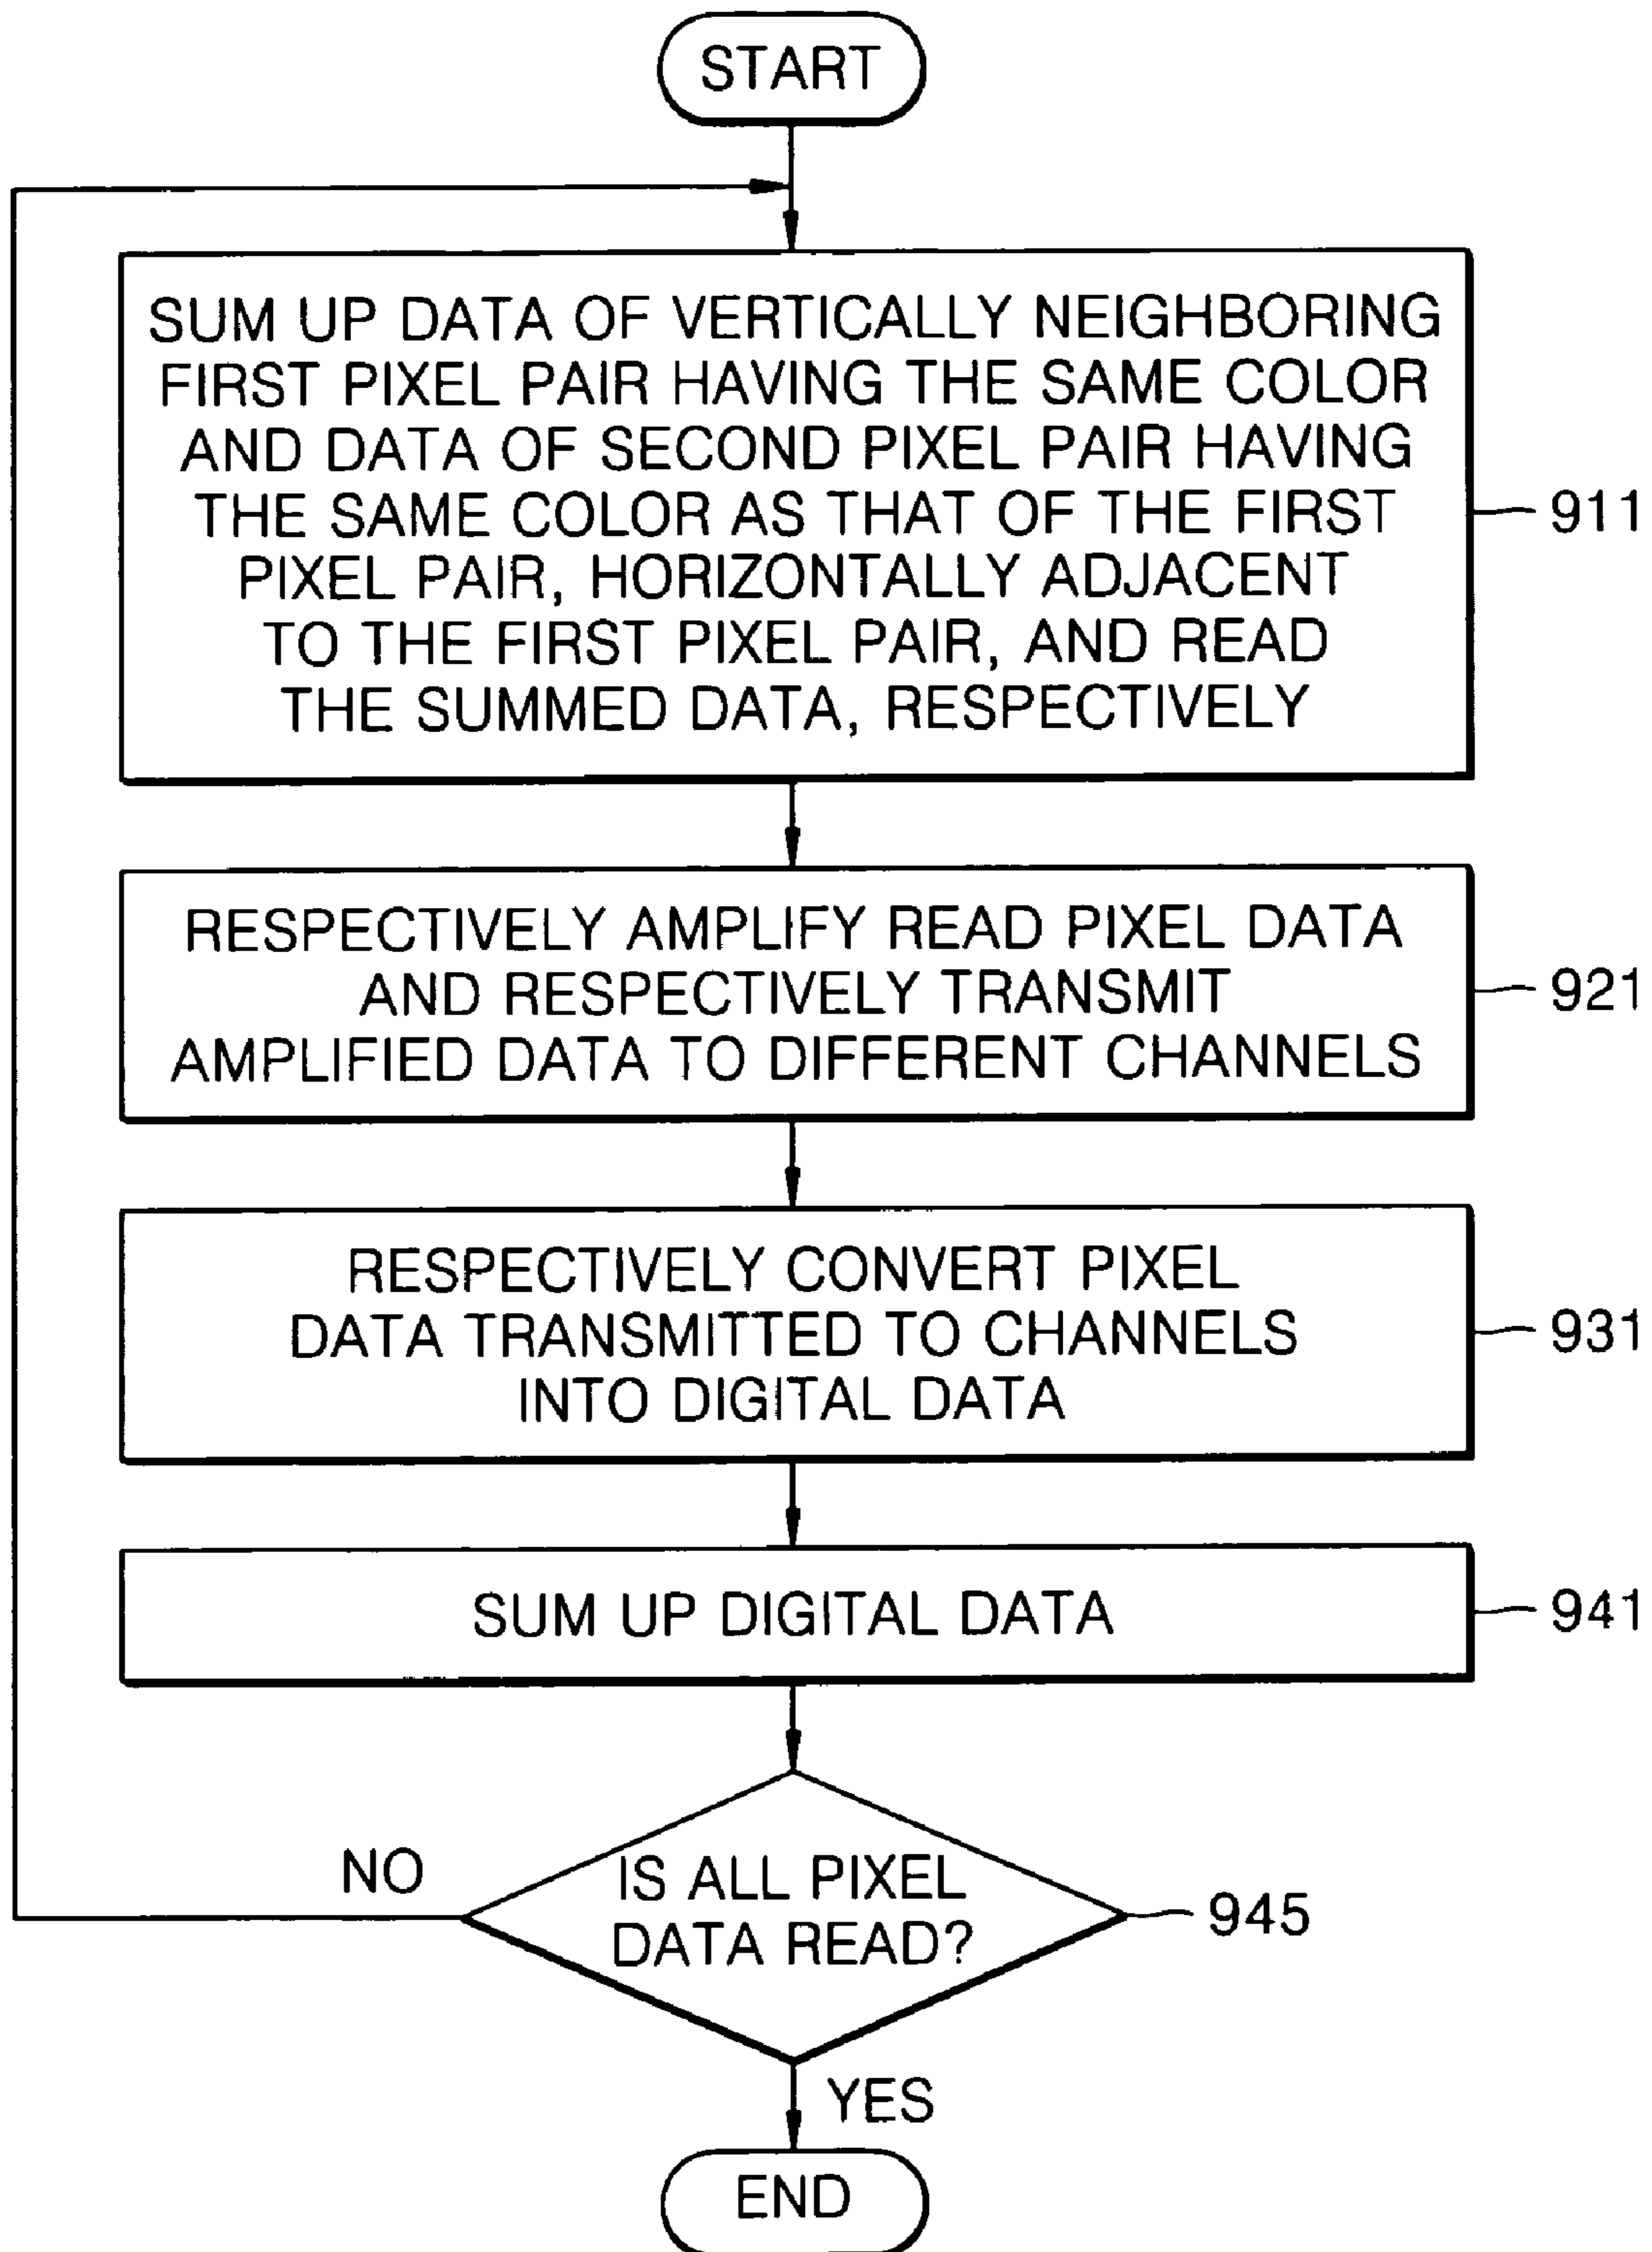 START
SUM UP DATA OF VERTICALLY NEIGHBORING
FIRST PIXEL PAIR HAVING THE SAME COLOR
AND DATA OF SECOND PIXEL PAIR HAVING
THE SAME COLOR AS THAT OF THE FIRST
PIXEL PAIR, HORIZONTALLY ADJACENT
TO THE FIRST PIXEL PAIR, AND READ
THE SUMMED DATA, RESPECTIVELY
911
RESPECTIVELY AMPLIFY READ PIXEL DATA
AND RESPECTIVELY TRANSMIT
AMPLIFIED DATA TO DIFFERENT CHANNELS
921
RESPECTIVELY CONVERT PIXEL
DATA TRANSMITTED TO CHANNELS
INTO DIGITAL DATA
931
SUM UP DIGITAL DATA
941
NO
IS ALL PIXEL
DATA READ?
945
YES
END